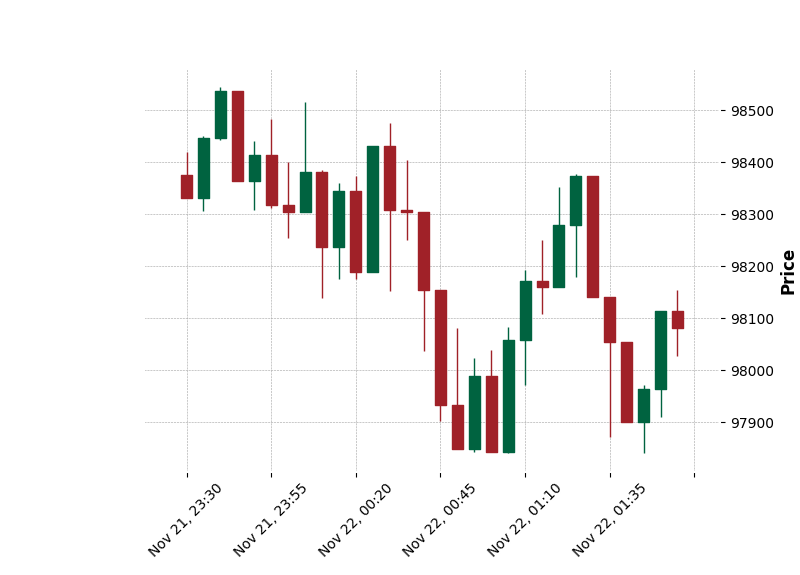 98500
98400
98300
98200
98100
98000
97900
Price
Nov 21, 23:30
Nov 21, 23:55
Nov 22, 00:20
Nov 22, 00:45
Nov 22, 01:10
Nov 22, 01:35